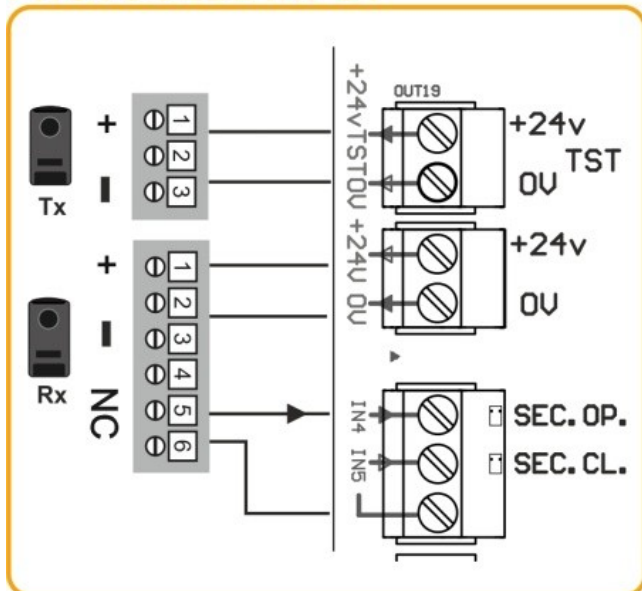 Tx
+
−
1
2
3
Rx
+
−
NC
1
2
3
4
5
6
+24vTST0V
OUT19
+24v
TST
0V
+24V 0V
+24v
0V
IN4
SEC. OP.
IN5
SEC. CL.